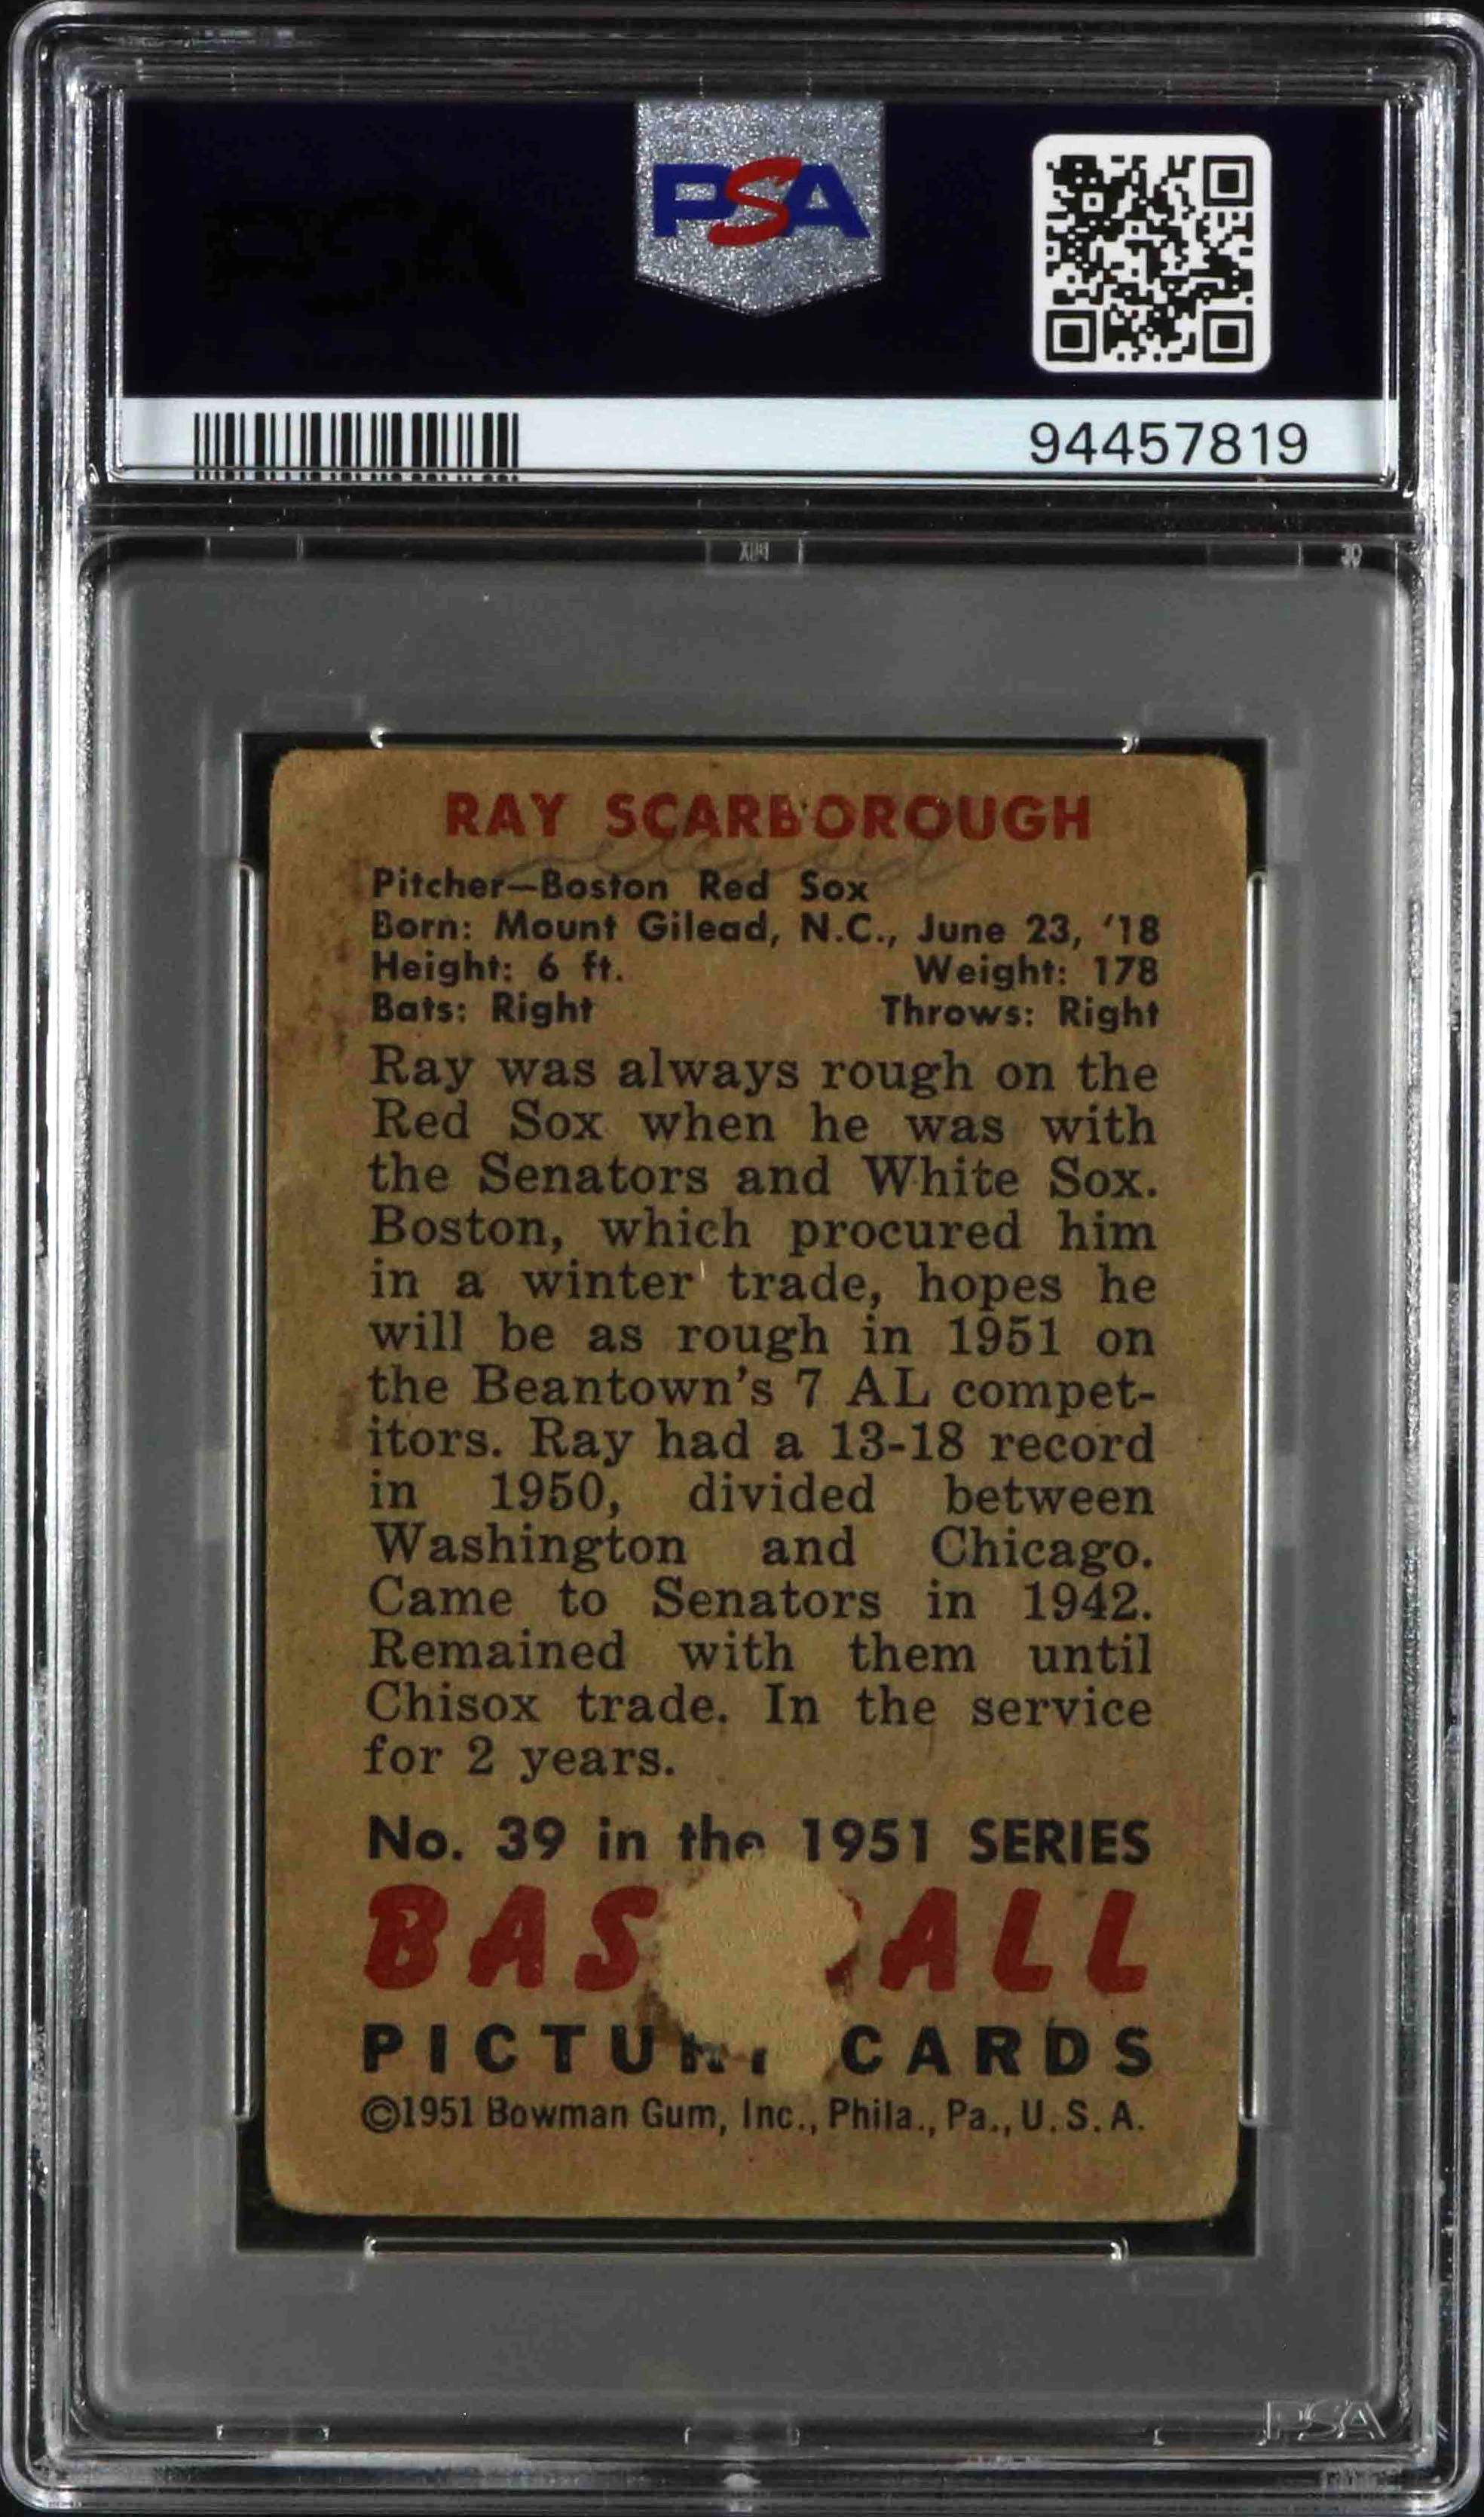 PSA
94457819
RAY SCARBOROUGH
released
Pitcher—Boston Red Sox
Born: Mount Gilead, N.C., June 23, '18
Height: 6 ft. Weight: 178
Bats: Right Throws: Right
Ray was always rough on the
Red Sox when he was with
the Senators and White Sox.
Boston, which procured him
in a winter trade, hopes he
will be as rough in 1951 on
the Beantown's 7 AL compet-
itors. Ray had a 13-18 record
in 1950, divided between
Washington and Chicago.
Came to Senators in 1942.
Remained with them until
Chisox trade. In the service
for 2 years.
No. 39 in the 1951 SERIES
BAS ALL
PICTUR CARDS
©1951 Bowman Gum, Inc., Phila., Pa., U.S.A.
PSA